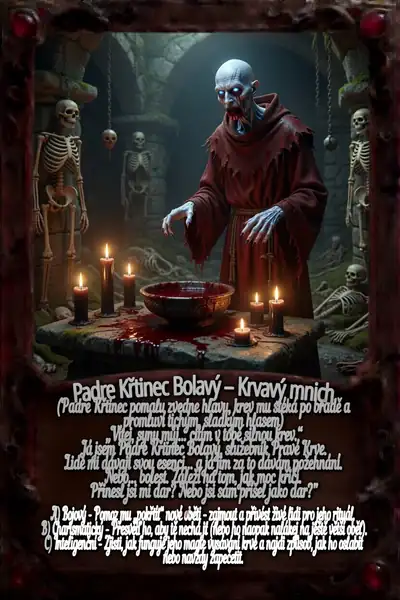 Padre Křtinec Bolavý – Krvavý mnich
(Padre Křtinec pomalu zvedne hlavu, krev mu stéká po bradě a
promluví tichým, sladkým hlasem)
„Vítej, synu můj... cítím v tobě silnou krev.“
Já jsem Padre Křtinec Bolavý, služebník Pravé Krve.
Lidé mi dávají svou esenci... a já jim za to dávám požehnání.
Nebo... bolest. Záleží na tom, jak moc křičí.
Přinesl jsi mi dar? Nebo jsi sám přišel jako dar?“
A) Bojový – Pomoz mu „pokřtít“ nové oběti – zajmout a přivést živé lidi pro jeho rituál.
B) Charismatický – Přesvědč ho, aby tě nechal jít (nebo ho naopak nalákej na ještě větší oběť).
C) Inteligenční – Zjisti, jak funguje jeho magie vysávání krve a najdi způsob, jak ho oslabit
nebo navždy zapečetit.